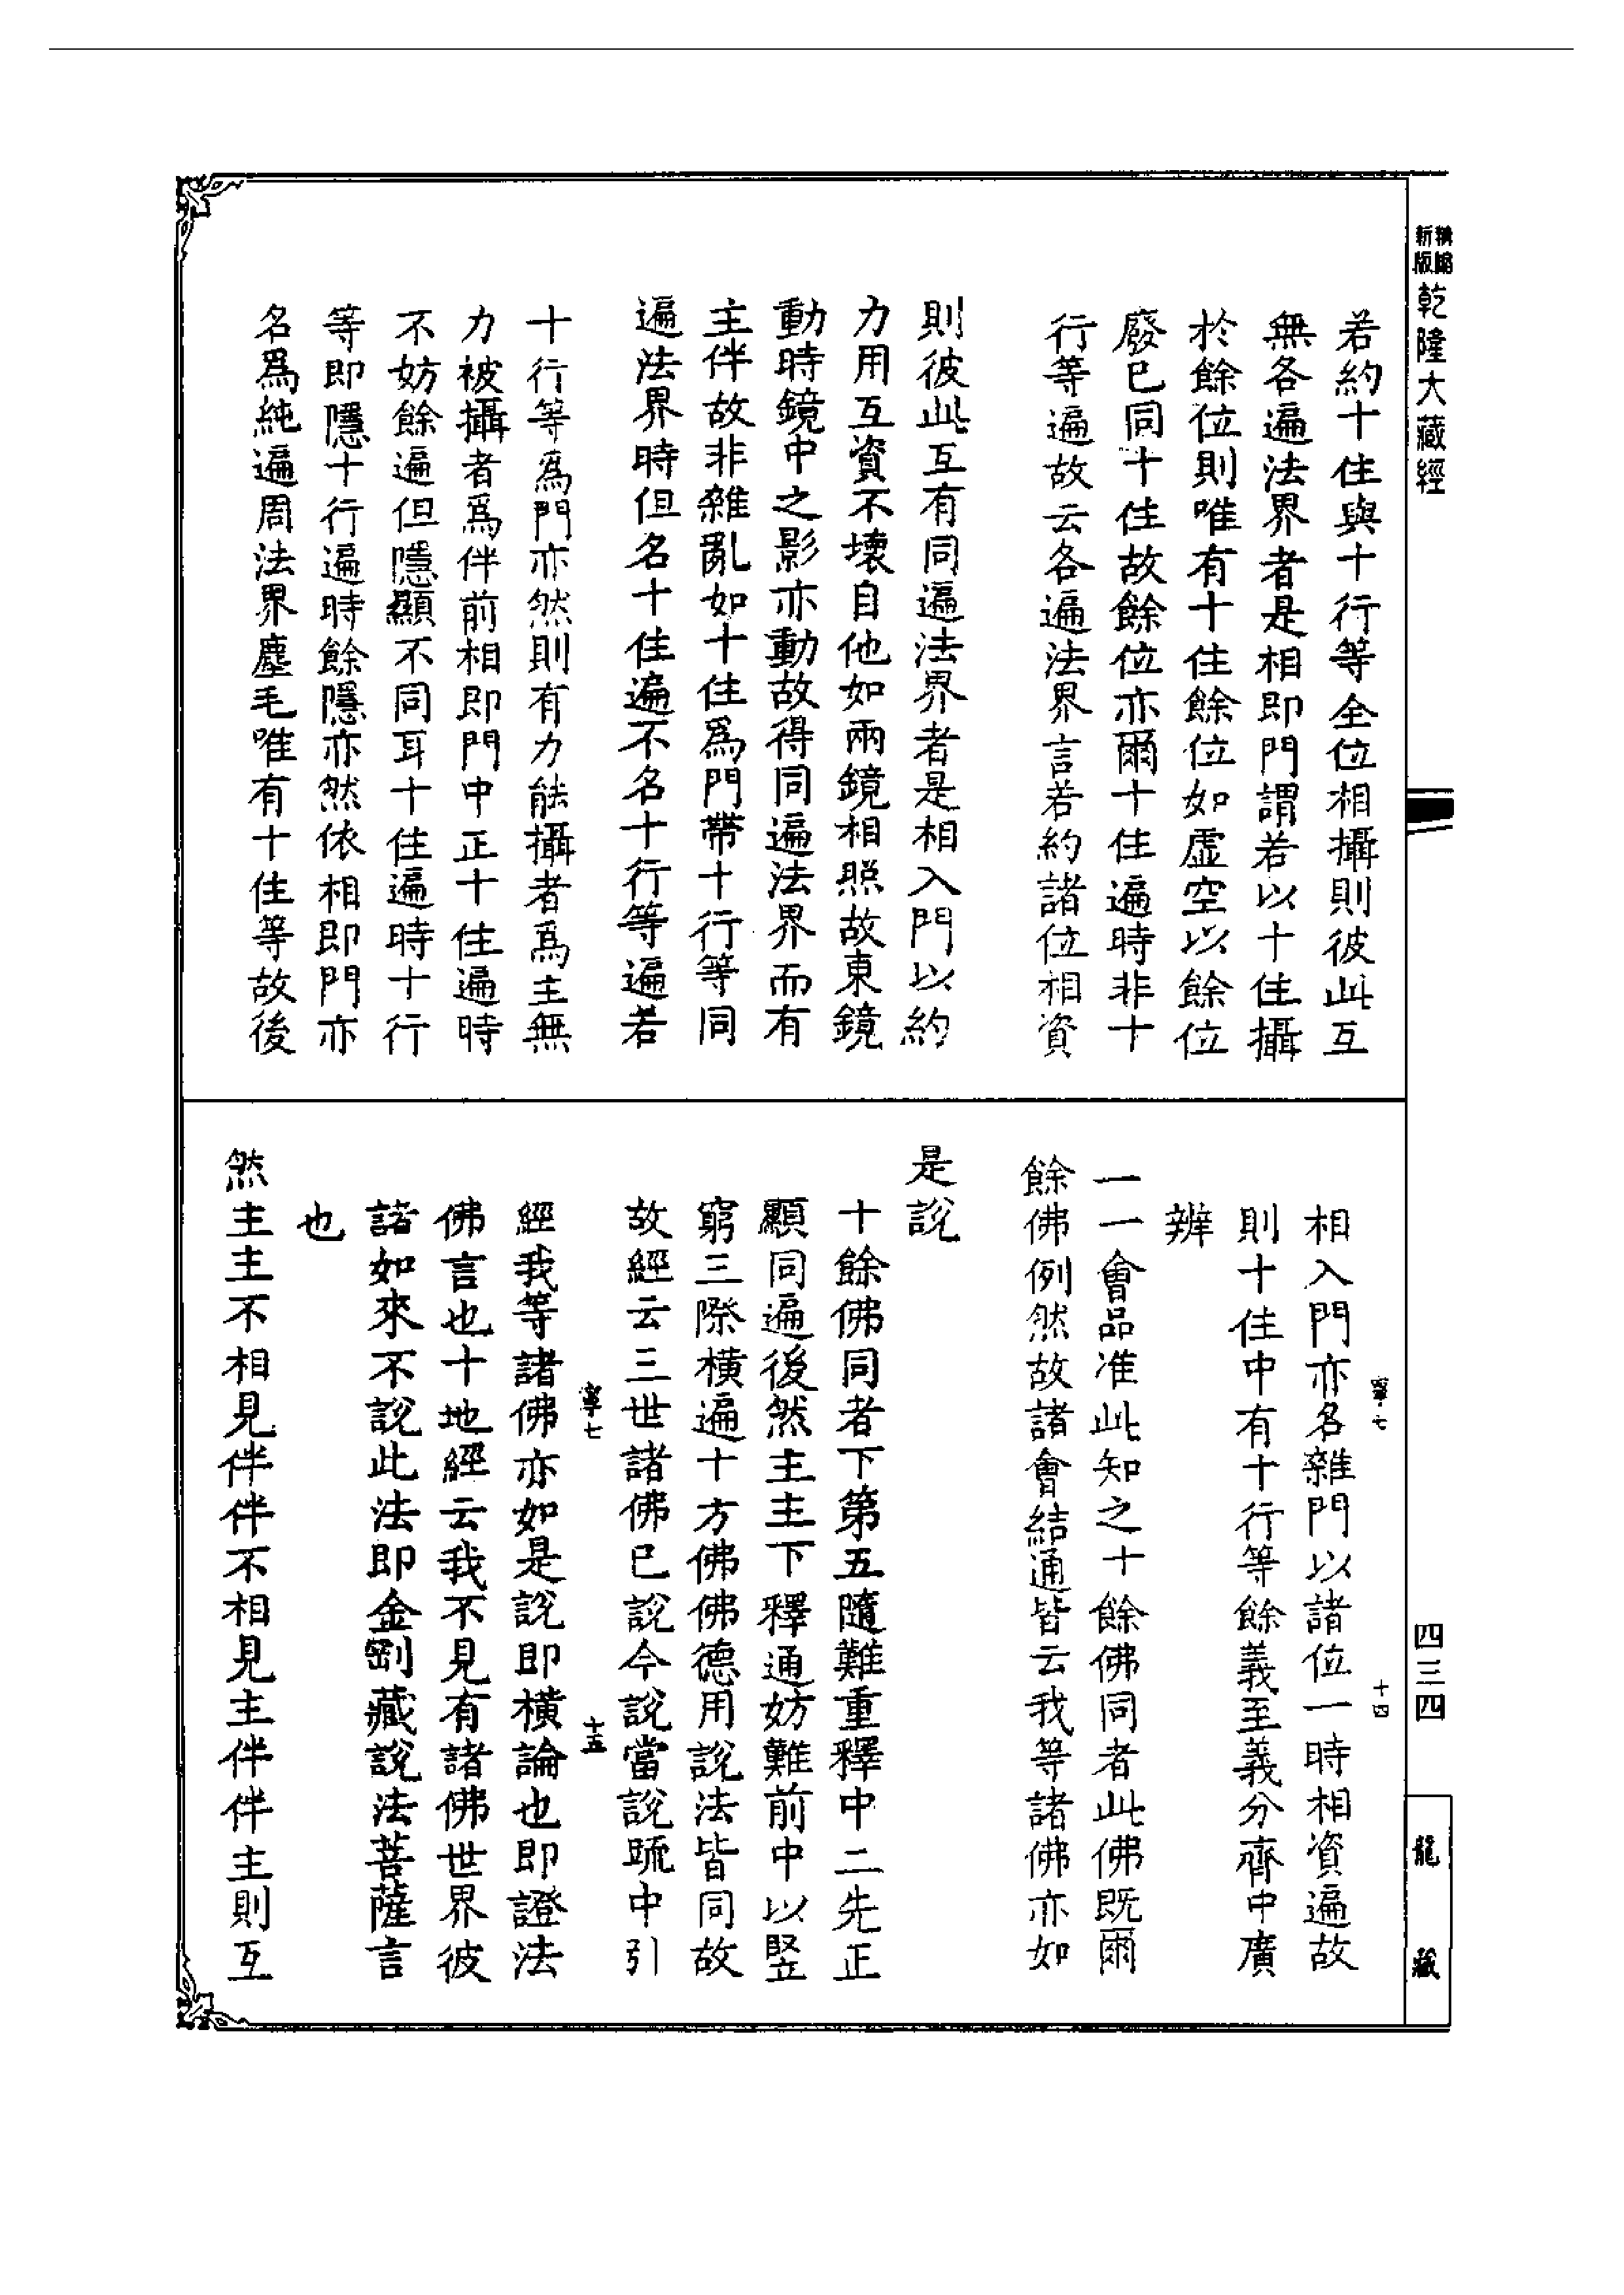 新版
精縮
乾隆大藏經
四三四
龍藏
若約十住與十行等全位相攝則彼此互
無各遍法界者是相即門謂若以十住攝
於餘位則唯有十住餘位如虛空以餘位
廢已同十住故餘位亦爾十住遍時非十
行等遍故云各遍法界言若約諸位相資
則彼此互有同遍法界者是相入門以約
力用互資不壞自他如兩鏡相照故東鏡
動時鏡中之影亦動故得同遍法界而有
主伴故非雜亂如十住爲門帶十行等同
遍法界時但名十住遍不名十行等遍若
十行等爲門亦然則有力能攝者爲主無
力被攝者爲伴前相即門中正十住遍時
不妨餘遍但隱顯不同耳十住遍時十行
等即隱十行遍時餘隱亦然依相即門亦
名爲純遍周法界塵毛唯有十住等故後
寧七
十四
相入門亦名雜門以諸位一時相資遍故
則十住中有十行等餘義至義分齊中廣
辨
一一會品准此知之十餘佛同者此佛既爾
餘佛例然故諸會結通皆云我等諸佛亦如
是說
十餘佛同者下第五隨難重釋中二先正
顯同遍後然主主下釋通妨難前中以竪
窮三際橫遍十方佛佛德用說法皆同故
故經云三世諸佛已說今說當說䟽中引
寧七
十五
經我等諸佛亦如是說即橫論也即證法
佛言也十地經云我不見有諸佛世界彼
諸如來不說此法即金剛藏說法菩薩言
也
然主主不相見伴伴不相見主伴伴主則互